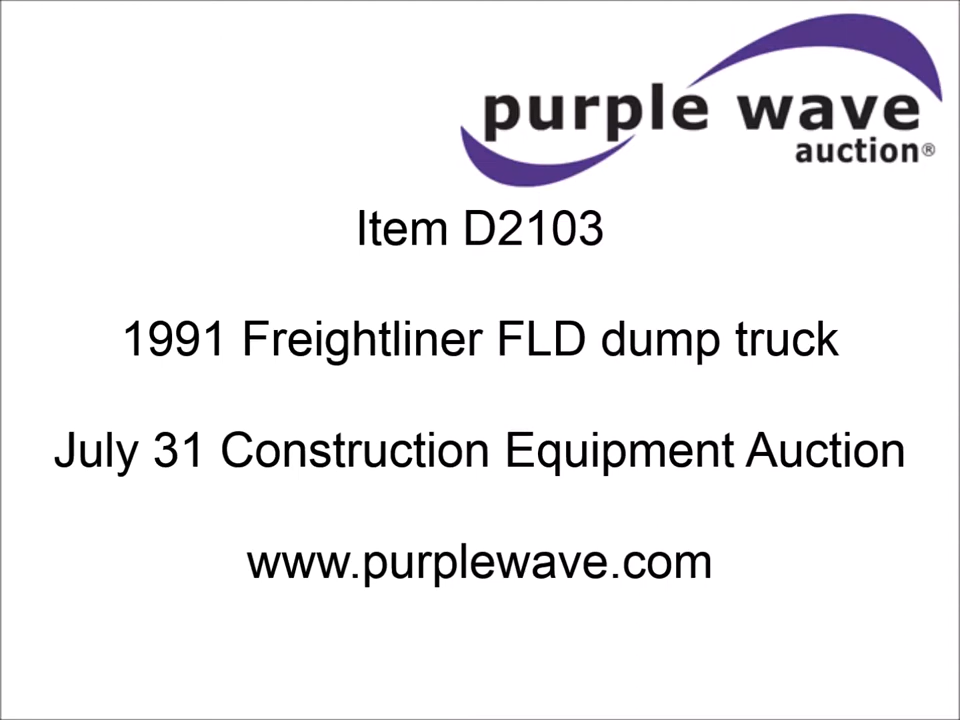 purple wave
auction®
Item D2103
1991 Freightliner FLD dump truck
July 31 Construction Equipment Auction
www.purplewave.com